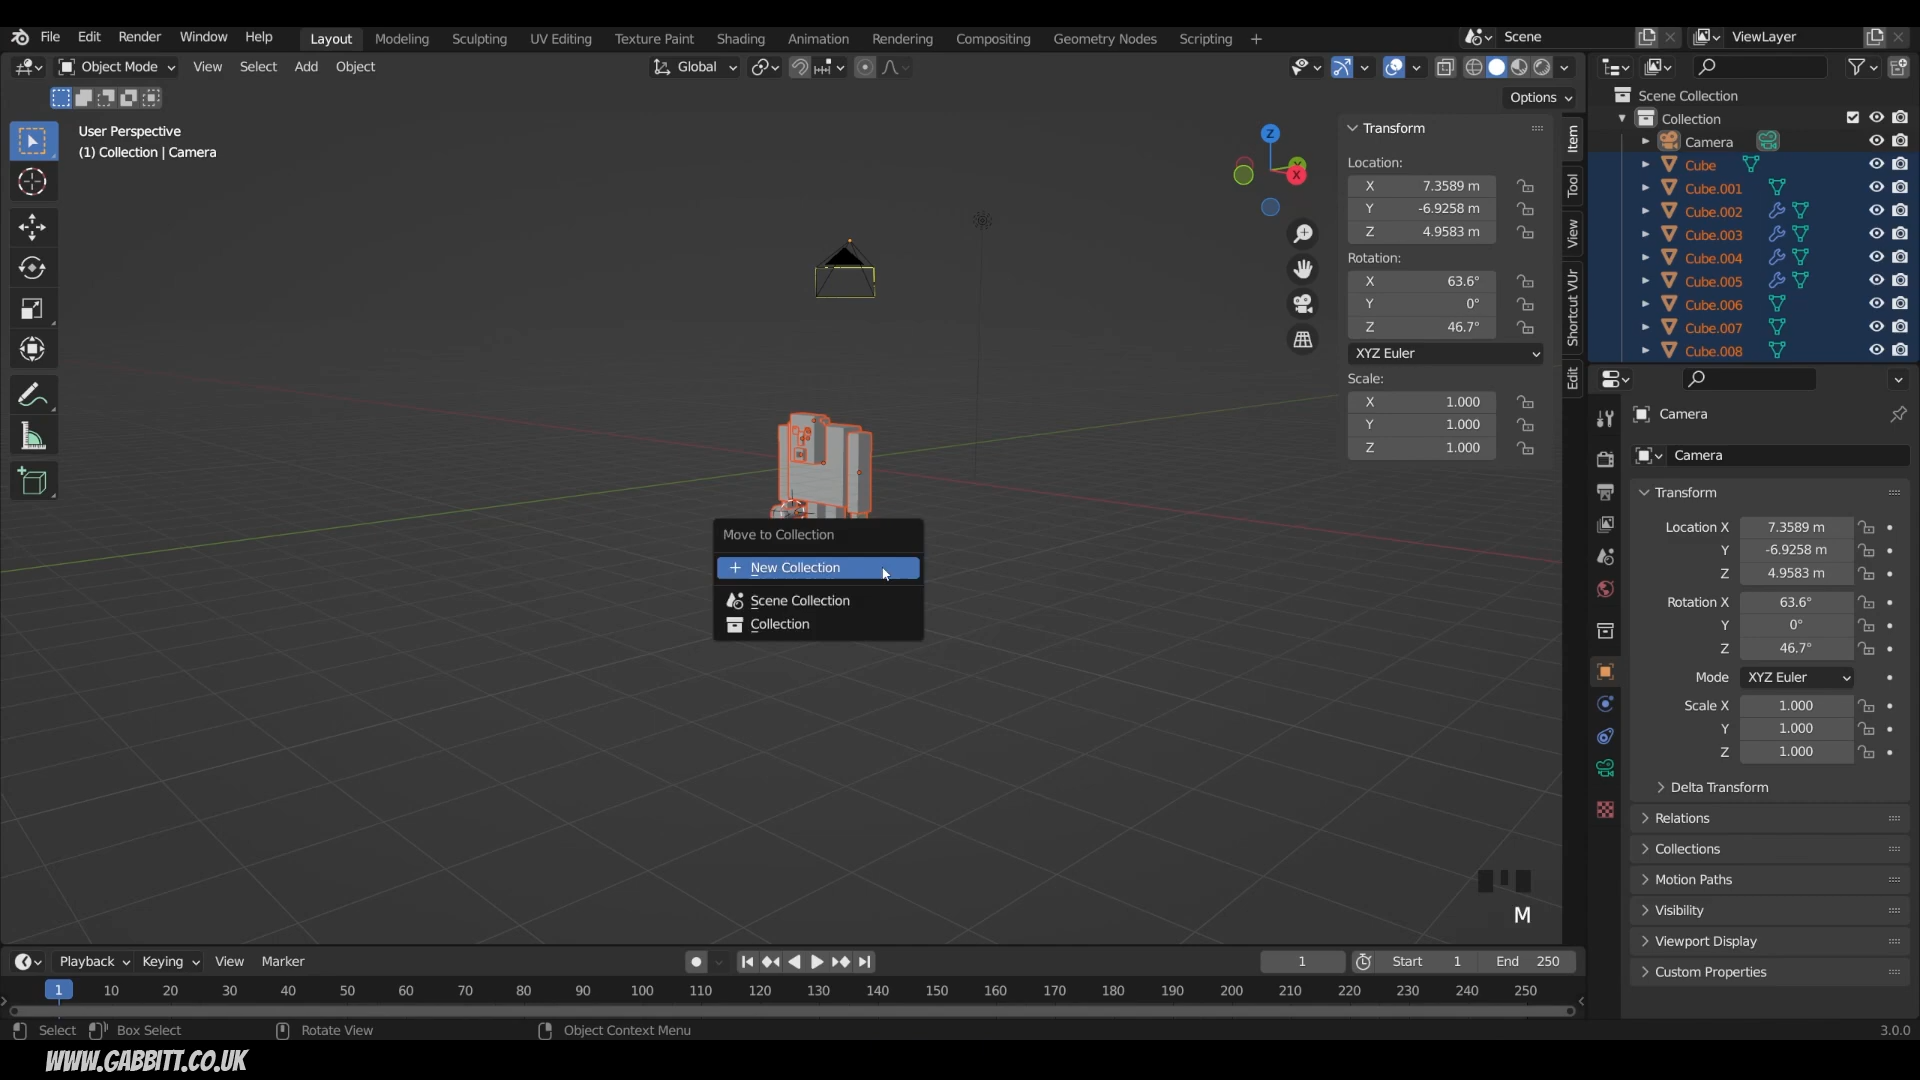 File Edit Render Window Help Layout Modeling Sculpting UV Editing Texture Paint Shading Animation Rendering Compositing Geometry Nodes Scripting + Scene ViewLayer
Object Mode View Select Add Object Global
Options
User Perspective
(1) Collection | Camera
Z
Y
X
Transform
Location:
X 7.3589 m
Y -6.9258 m
Z 4.9583 m
Rotation:
X 63.6°
Y 0°
Z 46.7°
XYZ Euler
Scale:
X 1.000
Y 1.000
Z 1.000
Item
Tool
View
Shortcut VUr
Edit
Scene Collection
Collection
Camera
Cube
Cube.001
Cube.002
Cube.003
Cube.004
Cube.005
Cube.006
Cube.007
Cube.008
Camera
Camera
Transform
Location X 7.3589 m
Y -6.9258 m
Z 4.9583 m
Rotation X 63.6°
Y 0°
Z 46.7°
Mode XYZ Euler
Scale X 1.000
Y 1.000
Z 1.000
Delta Transform
Relations
Collections
Motion Paths
Visibility
Viewport Display
Custom Properties
Move to Collection
+ New Collection
Scene Collection
Collection
M
Playback Keying View Marker 1 Start 1 End 250
1 10 20 30 40 50 60 70 80 90 100 110 120 130 140 150 160 170 180 190 200 210 220 230 240 250
Select Box Select Rotate View Object Context Menu 3.0.0
WWW.GABBITT.CO.UK